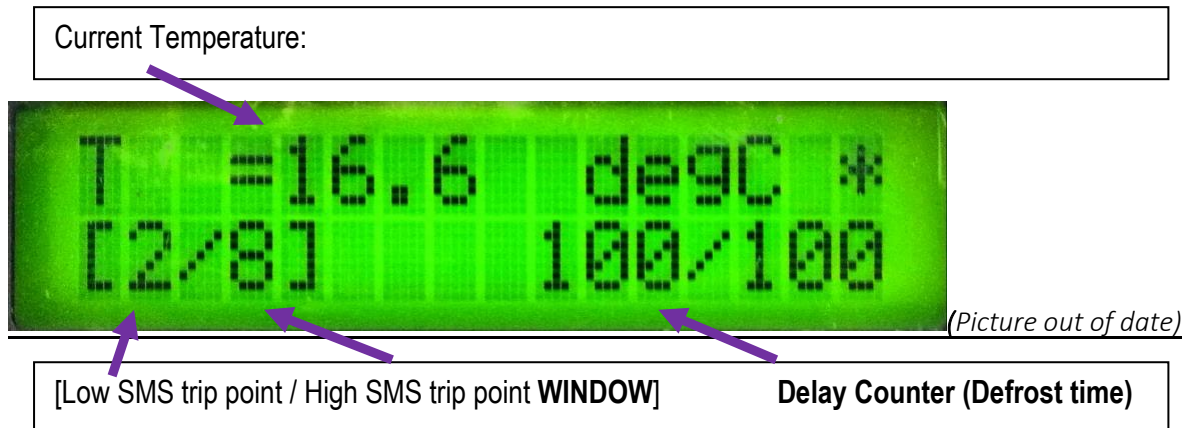 Current Temperature:
T =16.6 degC *
[2/8] 100/100
(Picture out of date)
[Low SMS trip point / High SMS trip point WINDOW] Delay Counter (Defrost time)